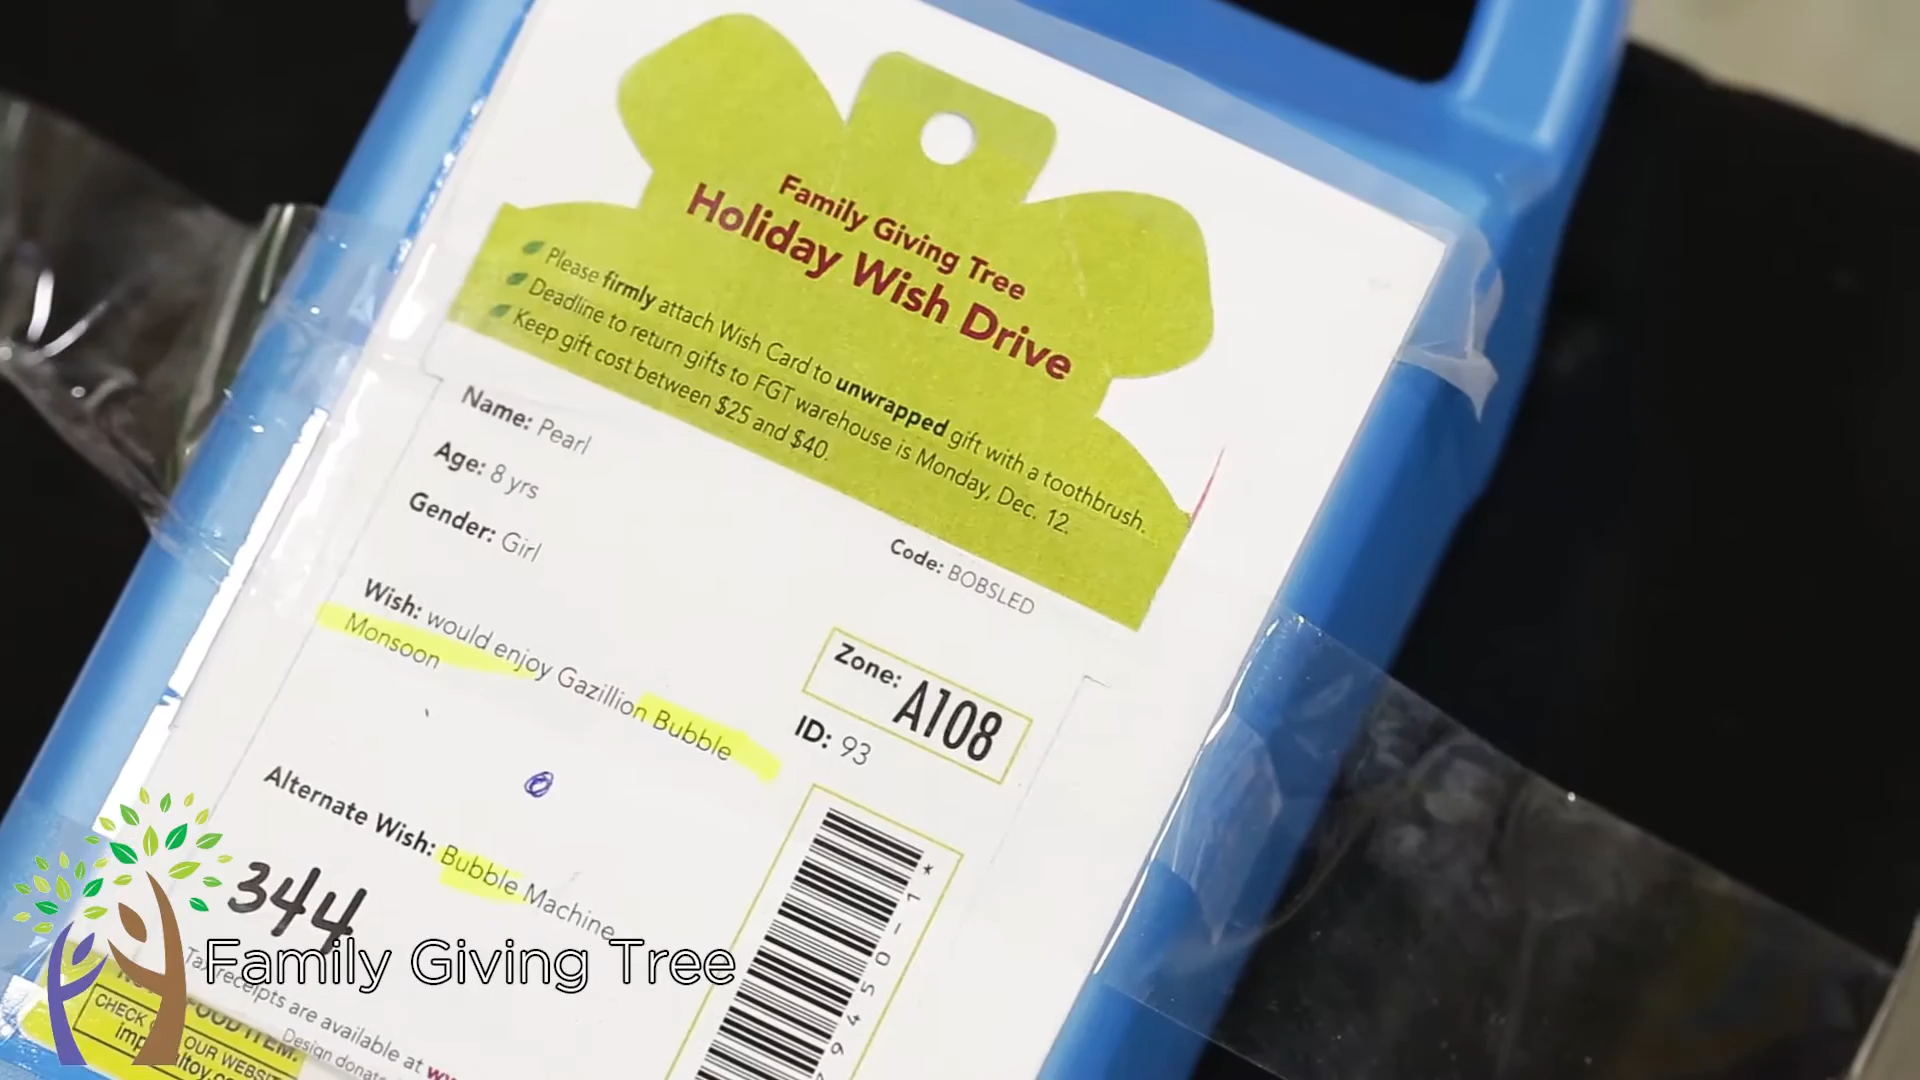 Family Giving Tree
Holiday Wish Drive
Please firmly attach Wish Card to unwrapped gift with a toothbrush.
Deadline to return gifts to FGT warehouse is Monday, Dec. 12.
Keep gift cost between $25 and $40.
Name: Pearl
Age: 8 yrs
Gender: Girl
Code: BOBSLED
Wish: would enjoy Gazillion Bubble
Monsoon
Zone: A108
ID: 93
Alternate Wish: Bubble Machine
344
Family Giving Tree
Tax receipts are available at
Design
FOOD ITEM.
CHECK OUR WEBSITE